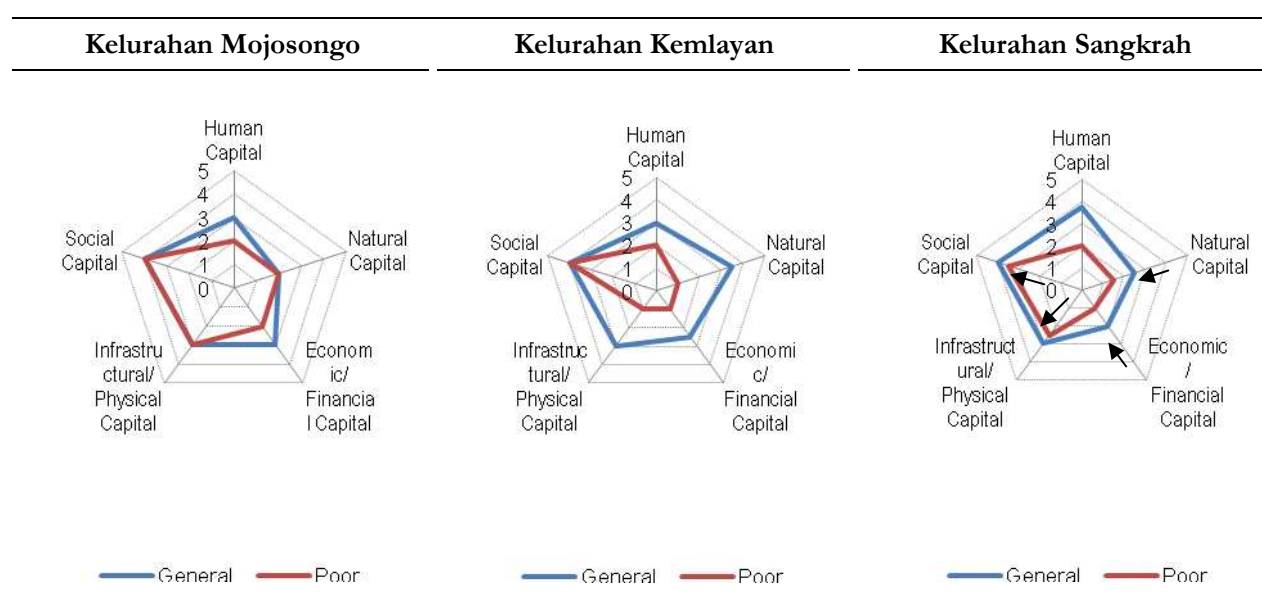 Kelurahan Mojosongo
Kelurahan Kemlayan
Kelurahan Sangkrah
Human
Capital
5
4
3
2
1
0
Social
Capital
Natural
Capital
Infrastru
ctural/
Physical
Capital
Econom
ic/
Financia
l Capital
General
Poor
Human
Capital
5
4
3
2
1
0
Social
Capital
Natural
Capital
Infrastruc
tural/
Physical
Capital
Economi
c/
Financial
Capital
General
Poor
Human
Capital
5
4
3
2
1
0
Social
Capital
Natural
Capital
Infrastruct
ural/
Physical
Capital
Economic
/
Financial
Capital
General
Poor